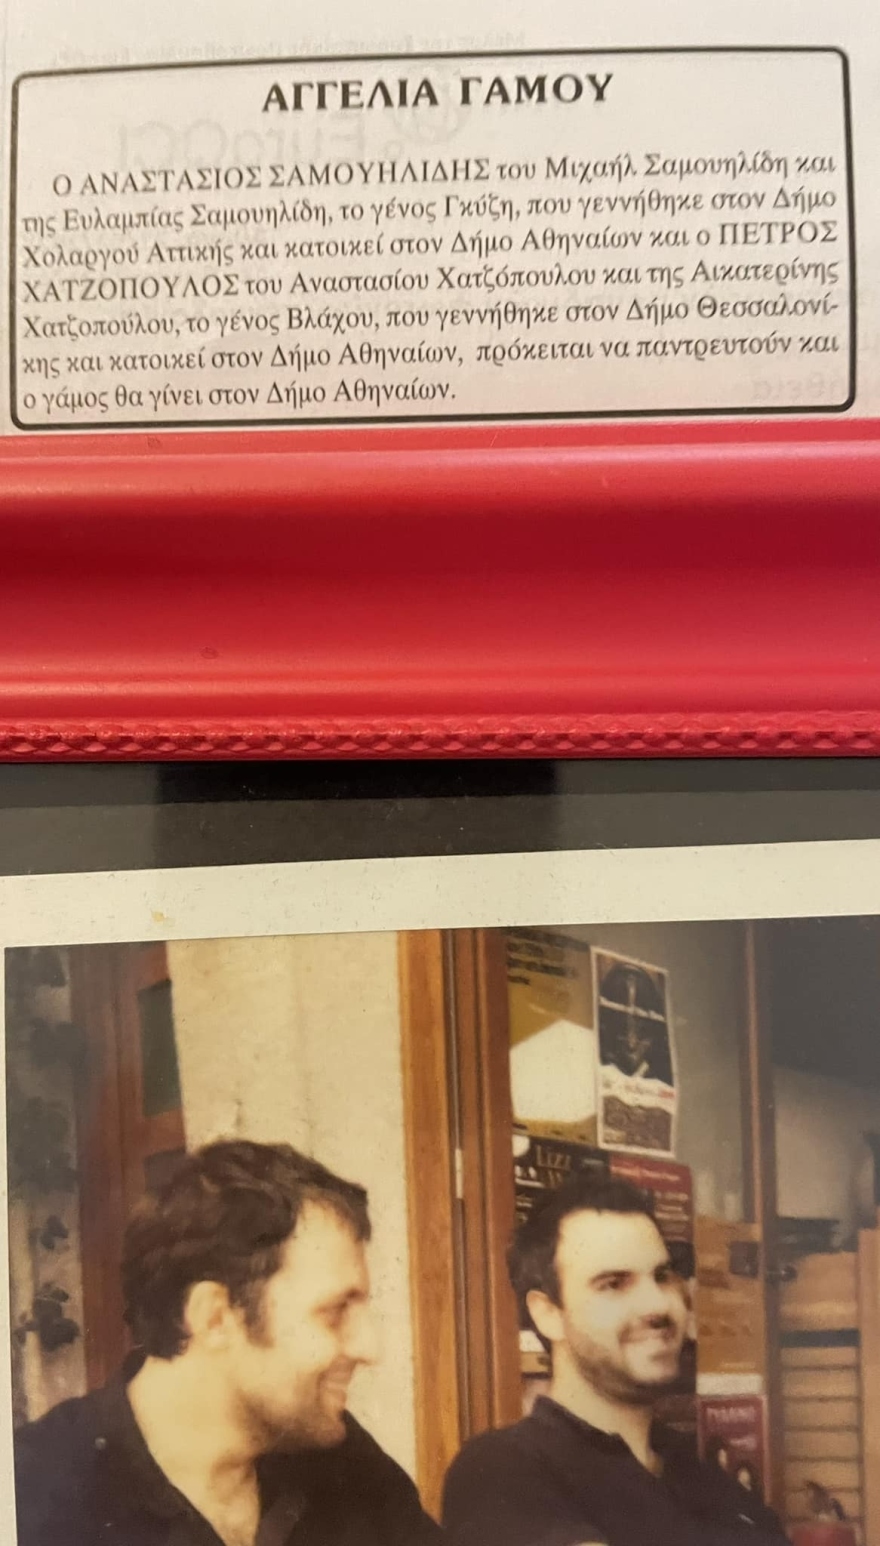 ΑΓΓΕΛΙΑ ΓΑΜΟΥ
Ο ΑΝΑΣΤΑΣΙΟΣ ΣΑΜΟΥΗΛΙΔΗΣ του Μιχαήλ Σαμουηλίδη και
της Ευλαμπίας Σαμουηλίδη, το γένος Γκύζη, που γεννήθηκε στον Δήμο
Χολαργού Αττικής και κατοικεί στον Δήμο Αθηναίων και ο ΠΕΤΡΟΣ
ΧΑΤΖΟΠΟΥΛΟΣ του Αναστασίου Χατζόπουλου και της Αικατερίνης
Χατζοπούλου, το γένος Βλάχου, που γεννήθηκε στον Δήμο Θεσσαλονί-
κης και κατοικεί στον Δήμο Αθηναίων, πρόκειται να παντρευτούν και
ο γάμος θα γίνει στον Δήμο Αθηναίων.